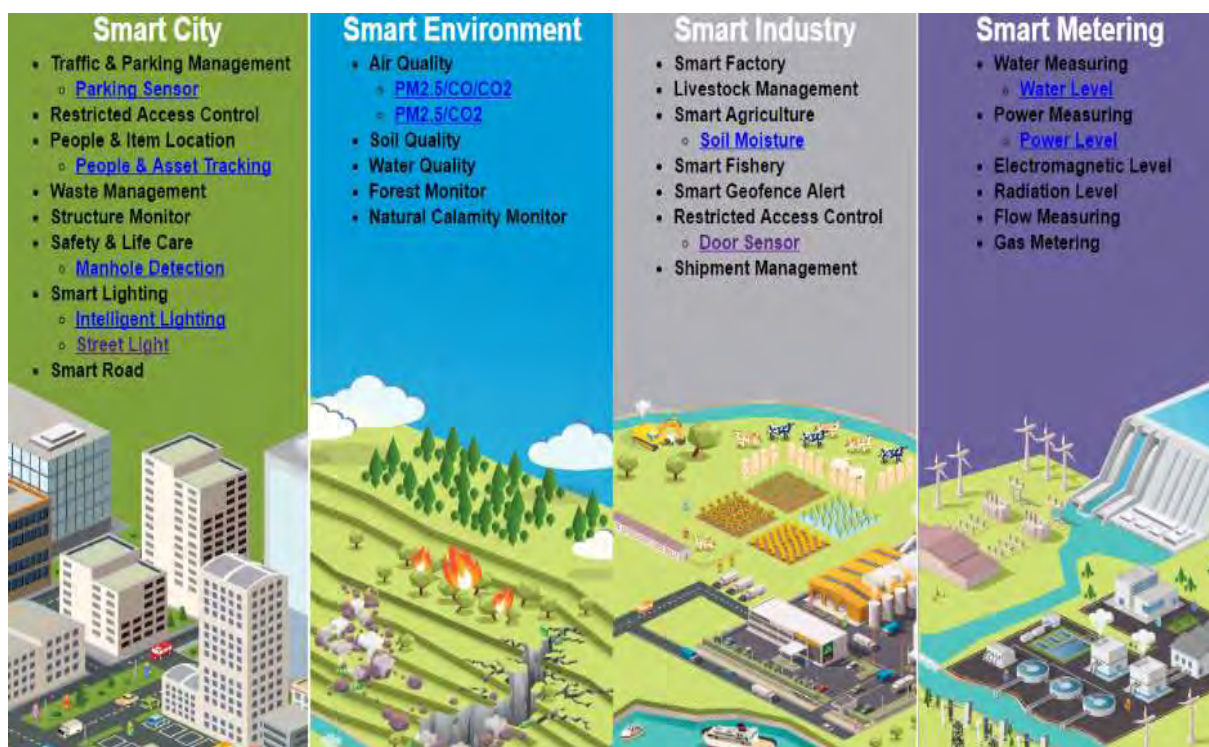 Smart City
• Traffic & Parking Management
◦ Parking Sensor
• Restricted Access Control
• People & Item Location
◦ People & Asset Tracking
• Waste Management
• Structure Monitor
• Safety & Life Care
◦ Manhole Detection
• Smart Lighting
◦ Intelligent Lighting
◦ Street Light
• Smart Road
Smart Environment
• Air Quality
◦ PM2.5/CO/CO2
◦ PM2.5/CO2
• Soil Quality
• Water Quality
• Forest Monitor
• Natural Calamity Monitor
Smart Industry
• Smart Factory
• Livestock Management
• Smart Agriculture
◦ Soil Moisture
• Smart Fishery
• Smart Geofence Alert
• Restricted Access Control
◦ Door Sensor
• Shipment Management
Smart Metering
• Water Measuring
◦ Water Level
• Power Measuring
◦ Power Level
• Electromagnetic Level
• Radiation Level
• Flow Measuring
• Gas Metering